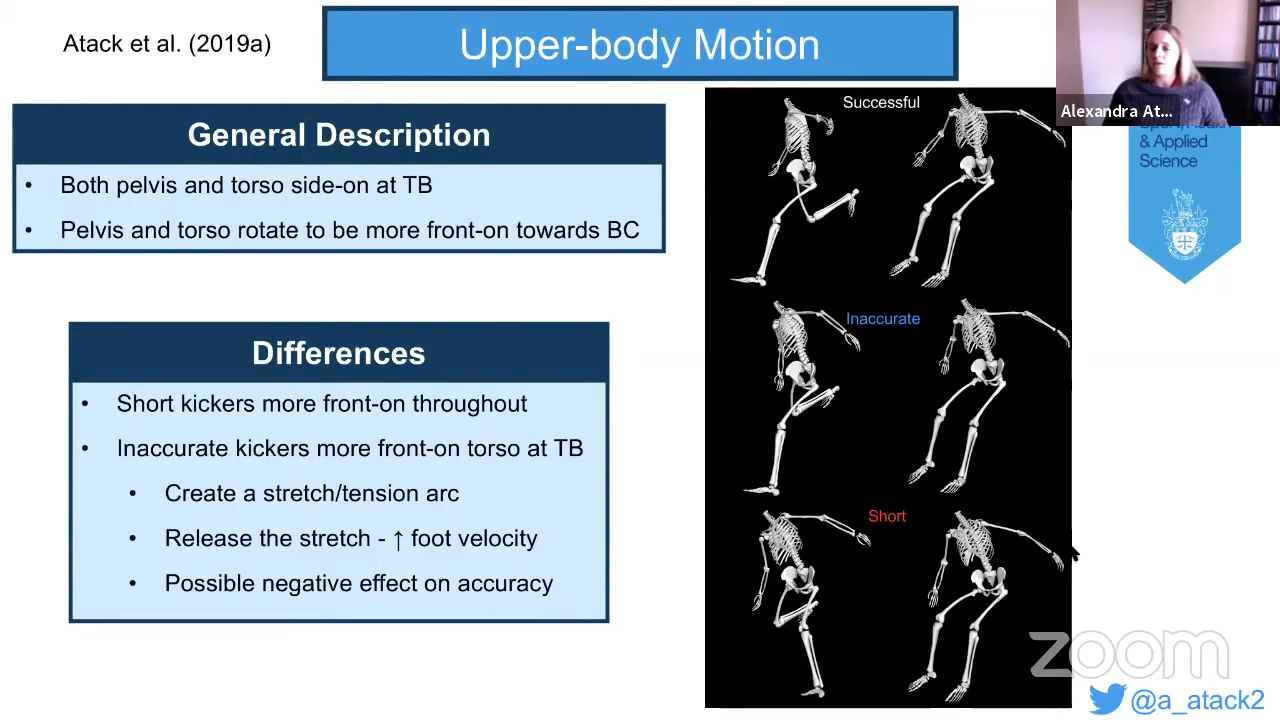 Atack et al. (2019a)
Upper-body Motion
General Description
• Both pelvis and torso side-on at TB
• Pelvis and torso rotate to be more front-on towards BC
Differences
• Short kickers more front-on throughout
• Inaccurate kickers more front-on torso at TB
• Create a stretch/tension arc
• Release the stretch - ↑ foot velocity
• Possible negative effect on accuracy
Successful
Inaccurate
Short
Alexandra At...
& Applied
Science
zoom
@a_atack2